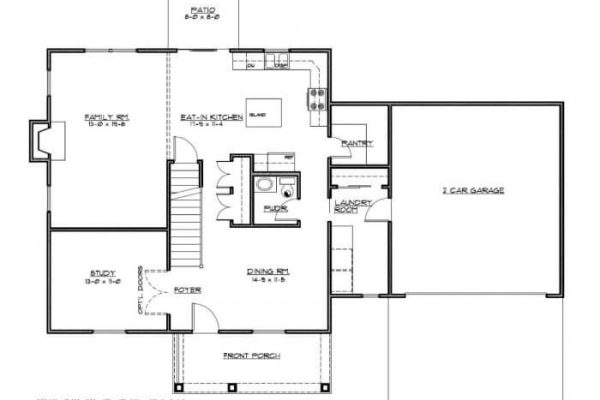 PATIO
8-0 x 8-0
DW
DISP
FAMILY RM.
13-0 x 15-8
EAT-IN KITCHEN
17-5 x 11-4
ISLAND
PANTRY
REF
2 CAR GARAGE
PWDR
LAUNDRY
ROOM
STUDY
13-0 x 11-0
OPT'L DOORS
DINING RM.
14-5 x 11-5
FOYER
FRONT PORCH